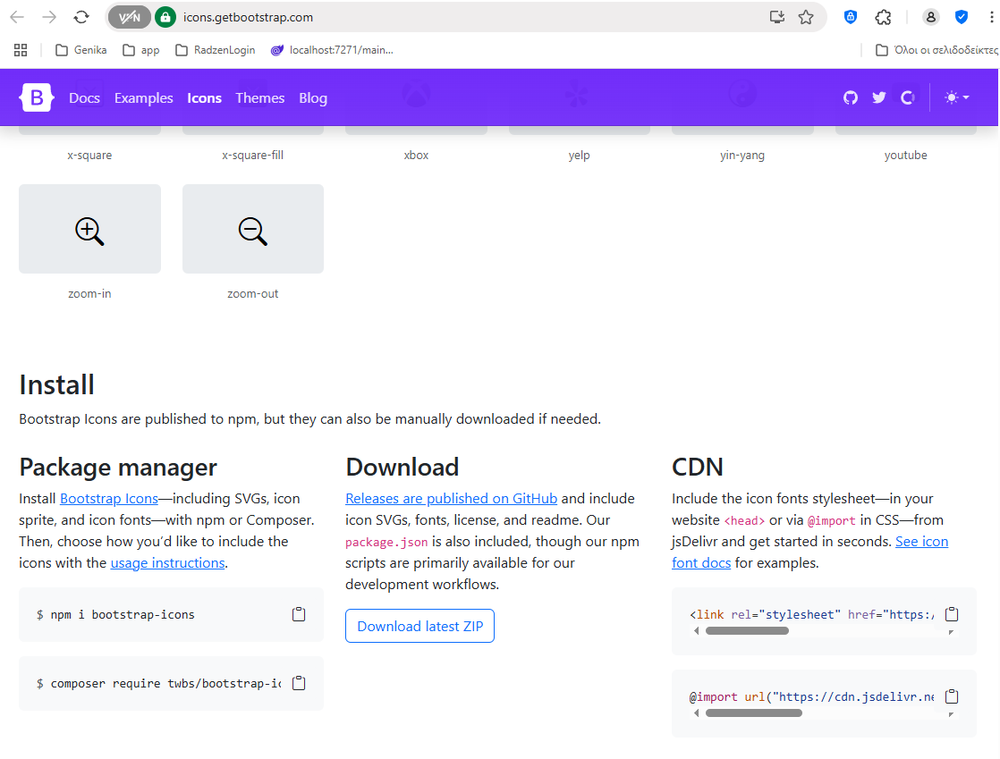 VPN
icons.getbootstrap.com
Genika
app
RadzenLogin
localhost:7271/main...
Όλοι οι σελιδοδείκτες
B
Docs
Examples
Icons
Themes
Blog
x-square
x-square-fill
xbox
yelp
yin-yang
youtube
zoom-in
zoom-out
Install
Bootstrap Icons are published to npm, but they can also be manually downloaded if needed.
Package manager
Install Bootstrap Icons—including SVGs, icon
sprite, and icon fonts—with npm or Composer.
Then, choose how you’d like to include the
icons with the usage instructions.
$ npm i bootstrap-icons
$ composer require twbs/bootstrap-ic
Download
Releases are published on GitHub and include
icon SVGs, fonts, license, and readme. Our
package.json is also included, though our npm
scripts are primarily available for our
development workflows.
Download latest ZIP
CDN
Include the icon fonts stylesheet—in your
website <head> or via @import in CSS—from
jsDelivr and get started in seconds. See icon
font docs for examples.
<link rel="stylesheet" href="https:/
@import url("https://cdn.jsdelivr.ne